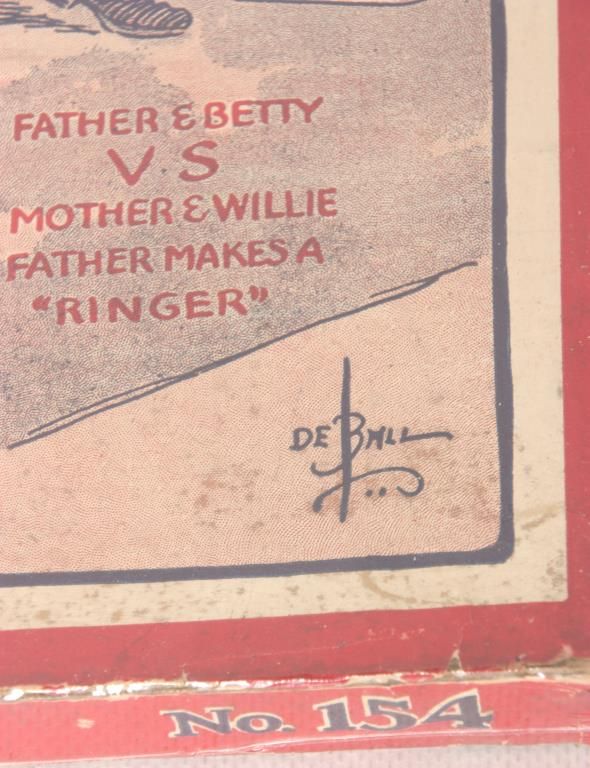 FATHER & BETTY
VS
MOTHER & WILLIE
FATHER MAKES A
"RINGER"
DE BALL
No. 154